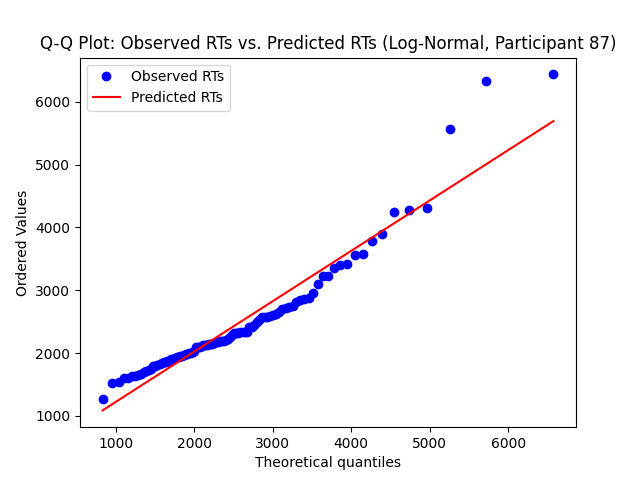 Q-Q Plot: Observed RTs vs. Predicted RTs (Log-Normal, Participant 87)
Observed RTs
Predicted RTs
6000
5000
4000
3000
2000
1000
Ordered Values
1000 2000 3000 4000 5000 6000
Theoretical quantiles